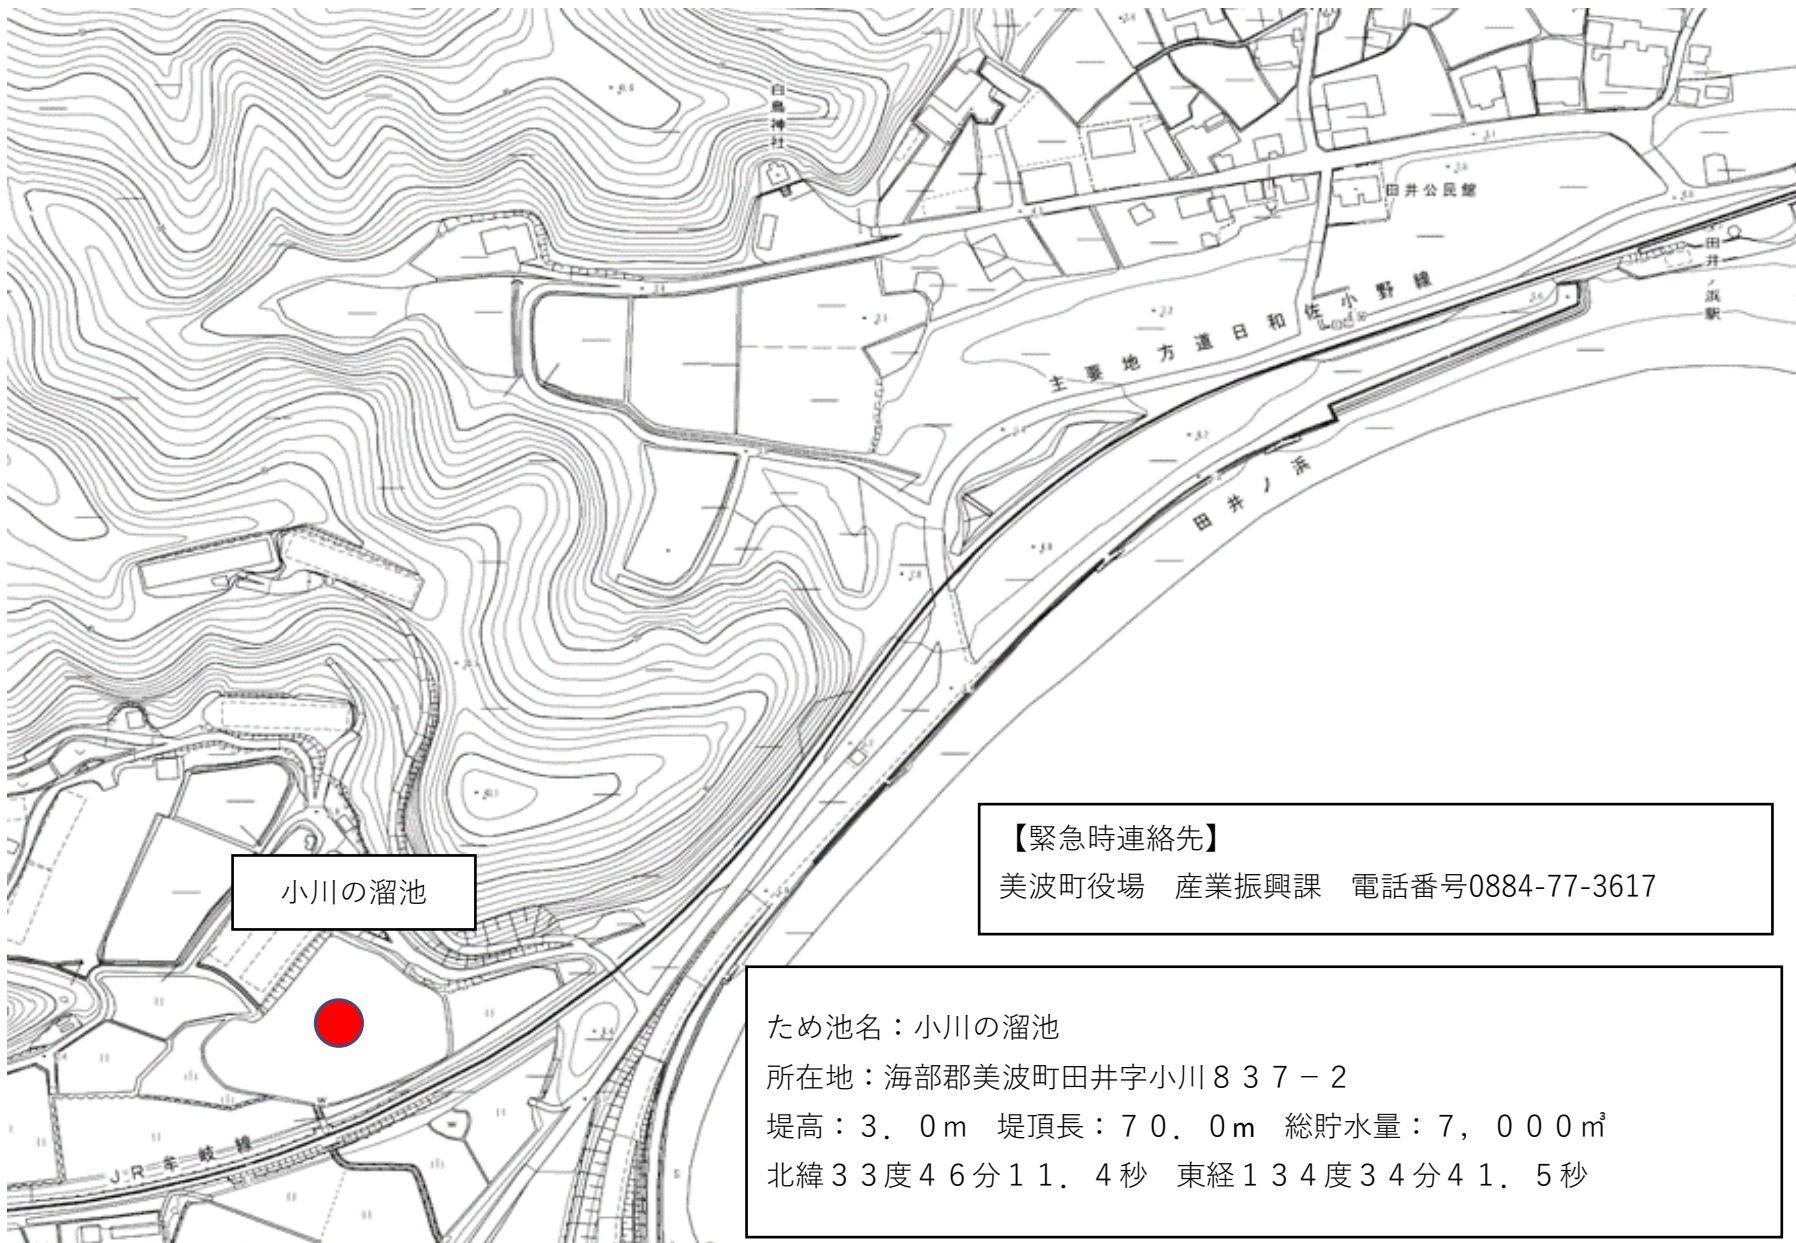 白鳥神社
田井公民館
田井ノ浜駅
主要地方道日和佐小野線
田井ノ浜
【緊急時連絡先】
美波町役場　産業振興課　電話番号0884-77-3617
小川の溜池
ため池名：小川の溜池
所在地：海部郡美波町田井字小川８３７－２
堤高：３．０ｍ　堤頂長：７０．０ｍ　総貯水量：７，０００㎥
北緯３３度４６分１１．４秒　東経１３４度３４分４１．５秒
JR牟岐線